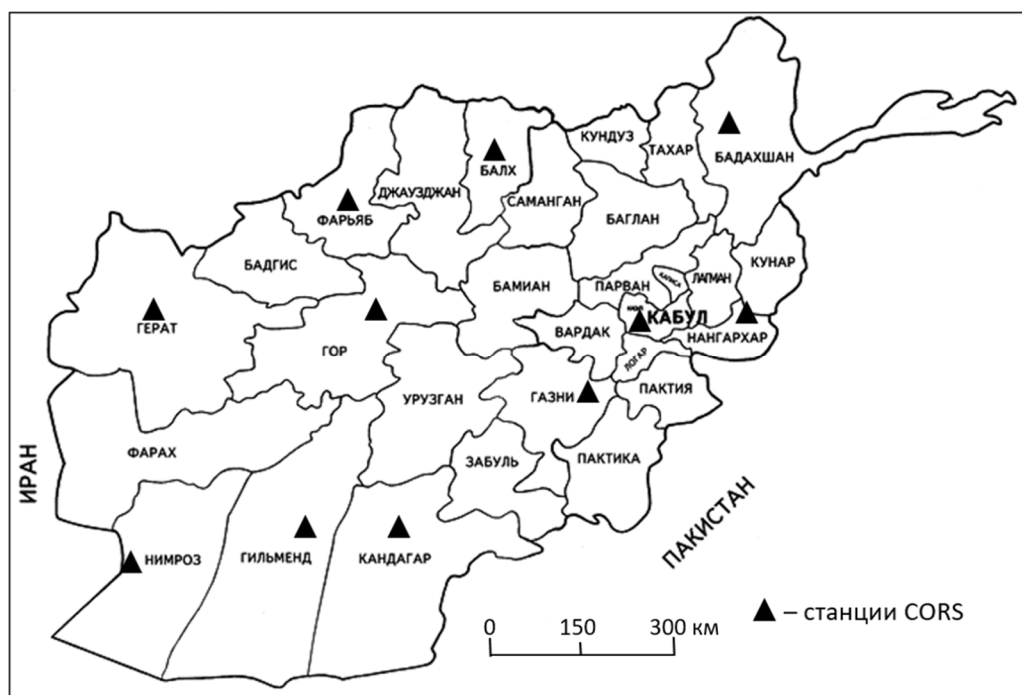 КУНДУЗ
ТАХАР
БАДАХШАН
БАЛХ
ДЖАУЗДЖАН
САМАНГАН
ФАРЬЯБ
БАГЛАН
БАДГИС
КУНАР
ЛАГМАН
КАПИСА
ПАРВАН
БАМИАН
КАБУЛ
ГЕРАТ
ВАРДАК
НАНГАРХАР
ГОР
ЛОГАР
ПАКТИЯ
УРУЗГАН
ГАЗНИ
ФАРАХ
ЗАБУЛЬ
ПАКТИКА
ИРАН
ПАКИСТАН
НИМРОЗ
ГИЛЬМЕНД
КАНДАГАР
– станции CORS
0 150 300 км